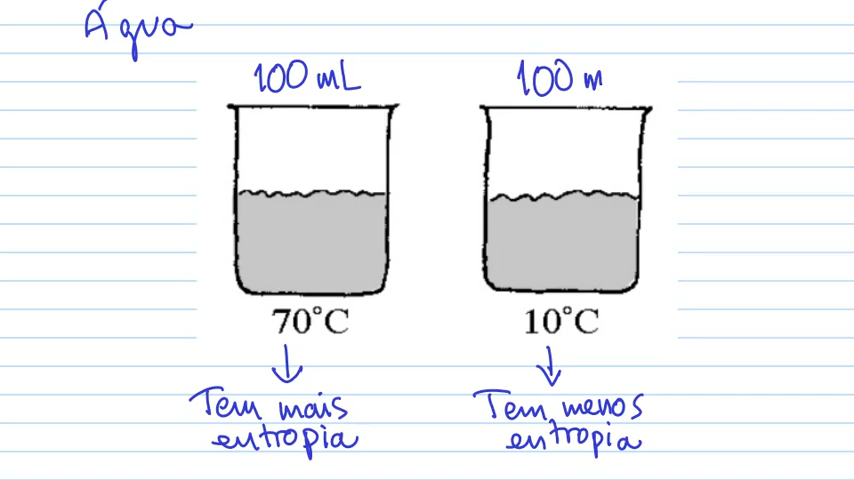 Água
100 mL 100 m
70°C 10°C
Tem mais Tem menos
entropia entropia